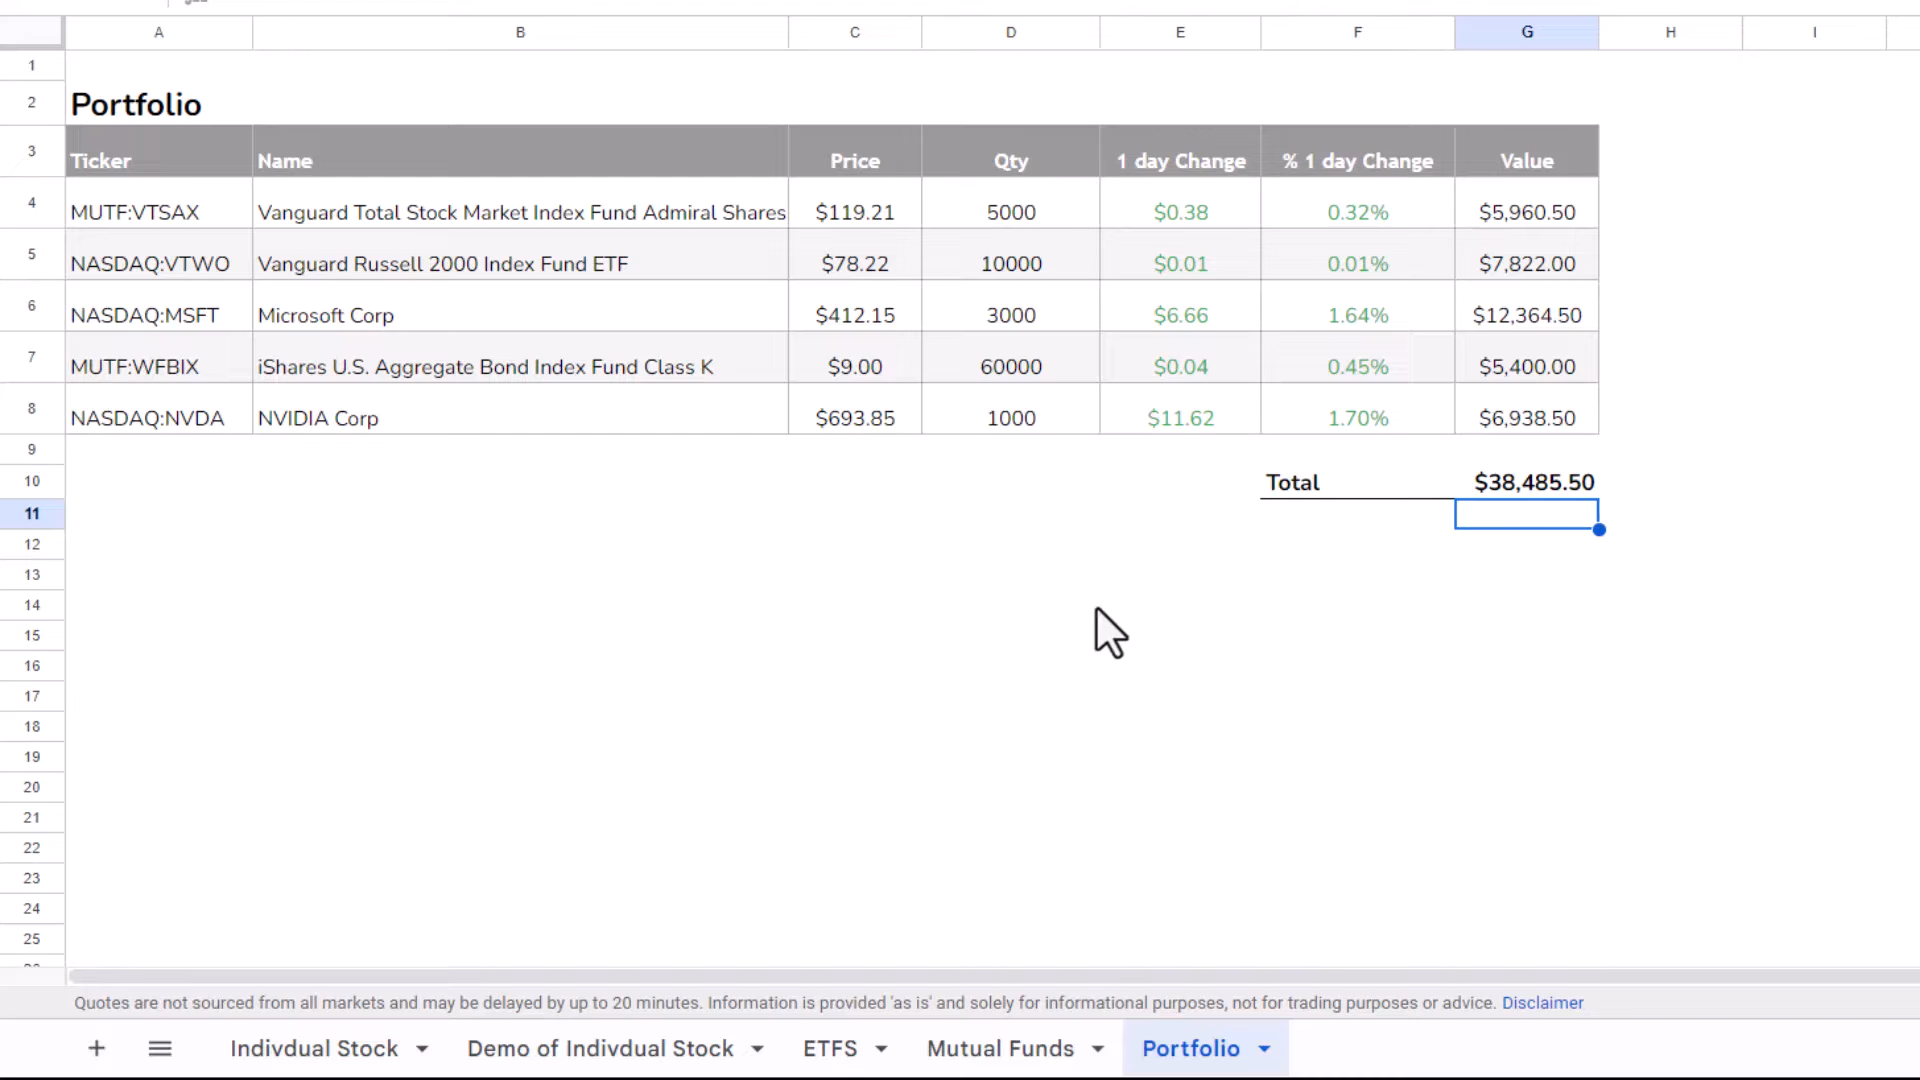 A B C D E F G H I
1
2 Portfolio
3 Ticker Name Price Qty 1 day Change % 1 day Change Value
4 MUTF:VTSAX Vanguard Total Stock Market Index Fund Admiral Shares $119.21 5000 $0.38 0.32% $5,960.50
5 NASDAQ:VTWO Vanguard Russell 2000 Index Fund ETF $78.22 10000 $0.01 0.01% $7,822.00
6 NASDAQ:MSFT Microsoft Corp $412.15 3000 $6.66 1.64% $12,364.50
7 MUTF:WFBIX iShares U.S. Aggregate Bond Index Fund Class K $9.00 60000 $0.04 0.45% $5,400.00
8 NASDAQ:NVDA NVIDIA Corp $693.85 1000 $11.62 1.70% $6,938.50
9
10 Total $38,485.50
11
12
13
14
15
16
17
18
19
20
21
22
23
24
25
Quotes are not sourced from all markets and may be delayed by up to 20 minutes. Information is provided 'as is' and solely for informational purposes, not for trading purposes or advice. Disclaimer
+ Indivdual Stock Demo of Indivdual Stock ETFS Mutual Funds Portfolio